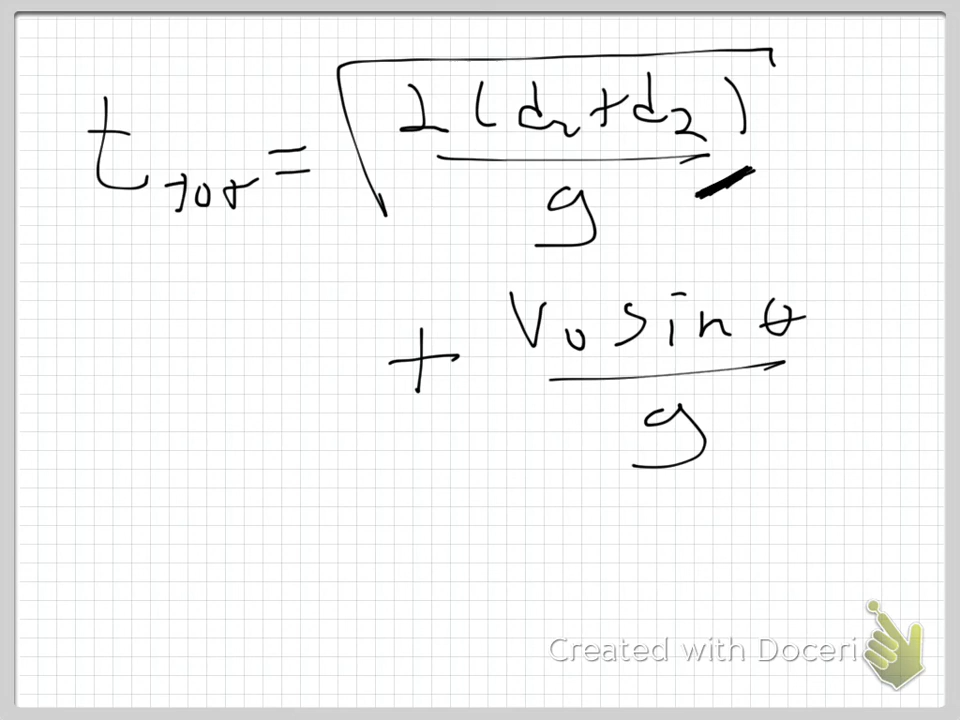 t_tot = √(2(d₁+d₂)/g)
+ (v₀ sin θ)/g
Created with Doceri